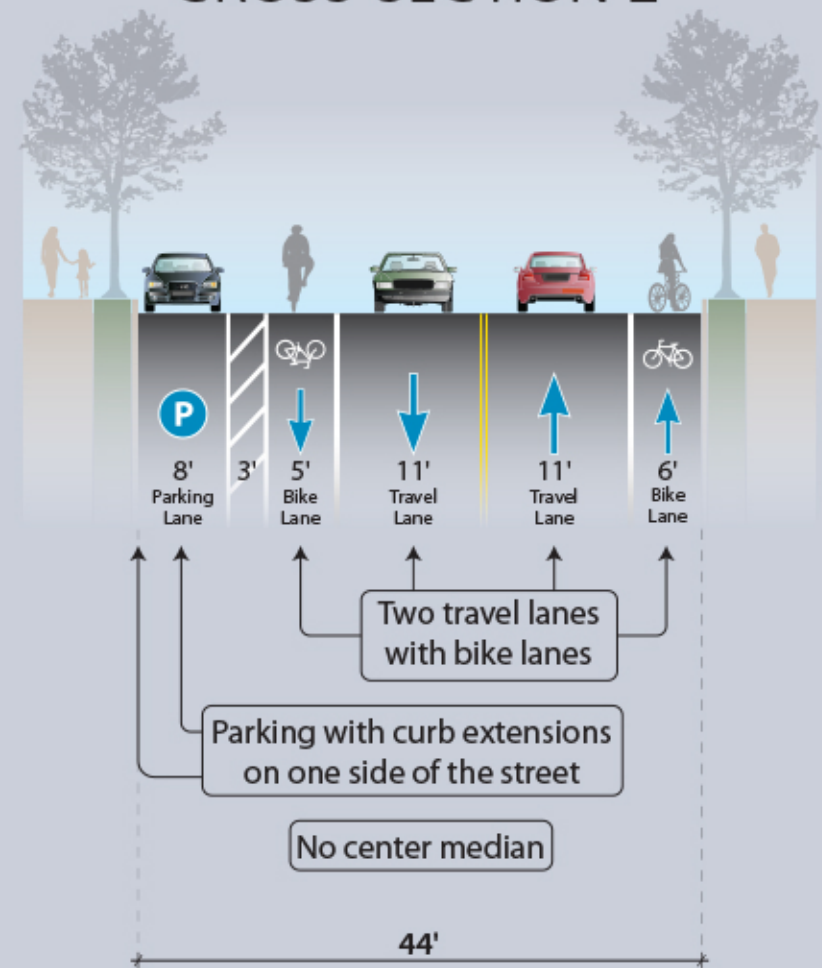 P
8' 3' 5' 11' 11' 6'
Parking Lane
Bike Lane
Travel Lane
Travel Lane
Bike Lane
Two travel lanes
with bike lanes
Parking with curb extensions
on one side of the street
No center median
44'